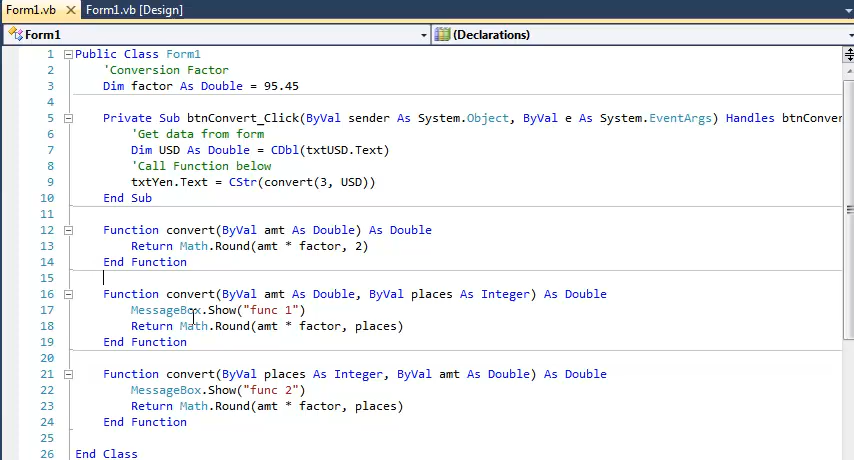 Form1.vb Form1.vb [Design]
Form1 (Declarations)
1 Public Class Form1
2 'Conversion Factor
3 Dim factor As Double = 95.45
4
5 Private Sub btnConvert_Click(ByVal sender As System.Object, ByVal e As System.EventArgs) Handles btnConver
6 'Get data from form
7 Dim USD As Double = CDbl(txtUSD.Text)
8 'Call Function below
9 txtYen.Text = CStr(convert(3, USD))
10 End Sub
11
12 Function convert(ByVal amt As Double) As Double
13 Return Math.Round(amt * factor, 2)
14 End Function
15
16 Function convert(ByVal amt As Double, ByVal places As Integer) As Double
17 MessageBox.Show("func 1")
18 Return Math.Round(amt * factor, places)
19 End Function
20
21 Function convert(ByVal places As Integer, ByVal amt As Double) As Double
22 MessageBox.Show("func 2")
23 Return Math.Round(amt * factor, places)
24 End Function
25
26 End Class